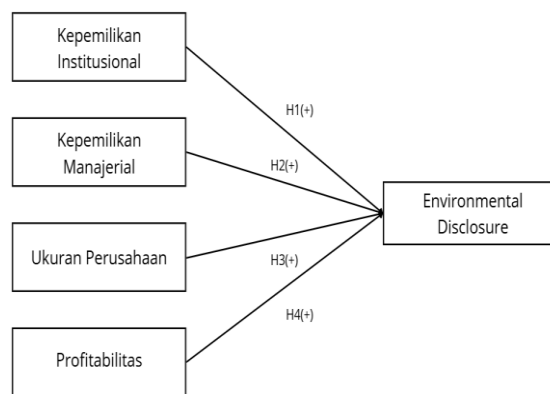 Kepemilikan
Institusional
H1(+)
Kepemilikan
Manajerial
H2(+)
Environmental
Disclosure
Ukuran Perusahaan
H3(+)
H4(+)
Profitabilitas